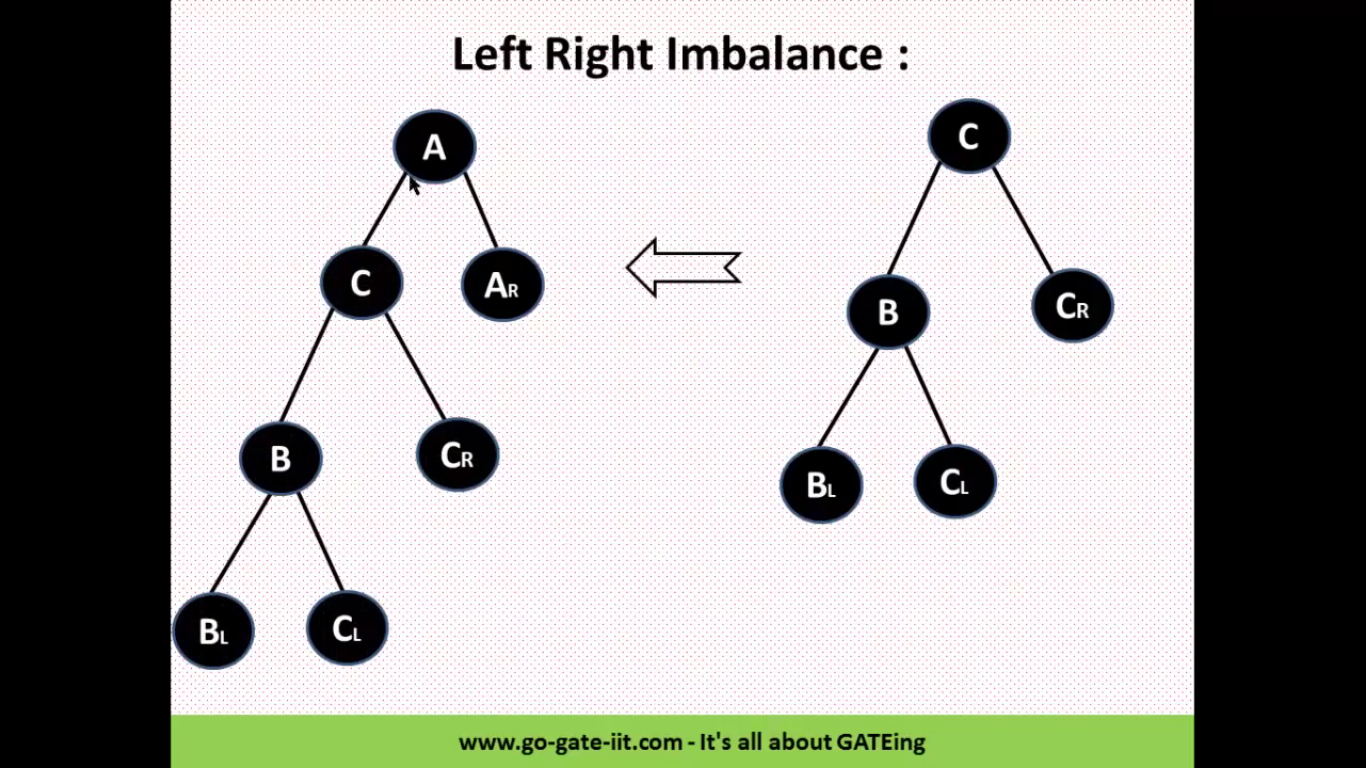 Left Right Imbalance :
A
C
C
AR
B
CR
B
CR
BL
CL
BL
CL
www.go-gate-iit.com - It's all about GATEing